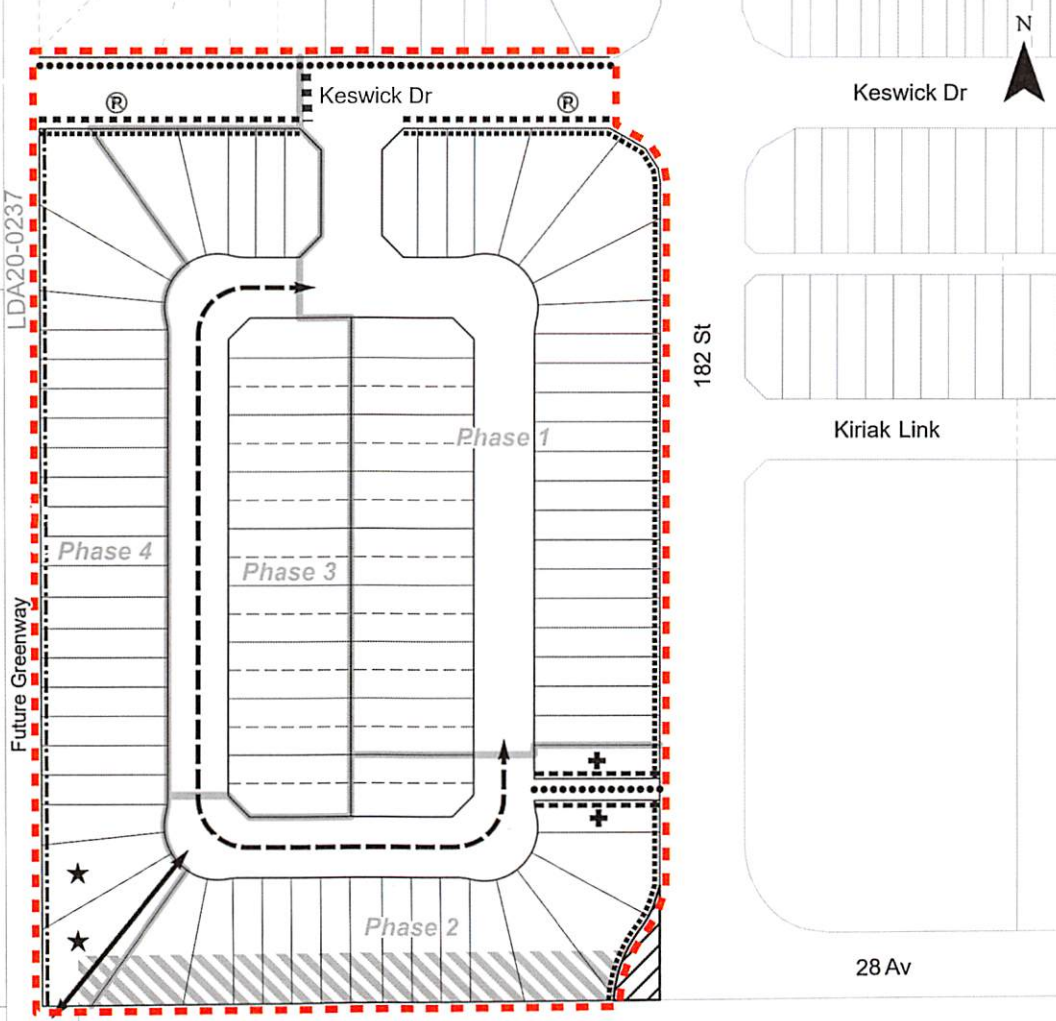 N
Keswick Dr
Keswick Dr
®
®
LDA20-0237
182 St
Kiriak Link
Phase 1
Phase 4
Phase 3
Future Greenway
Phase 2
28 Av